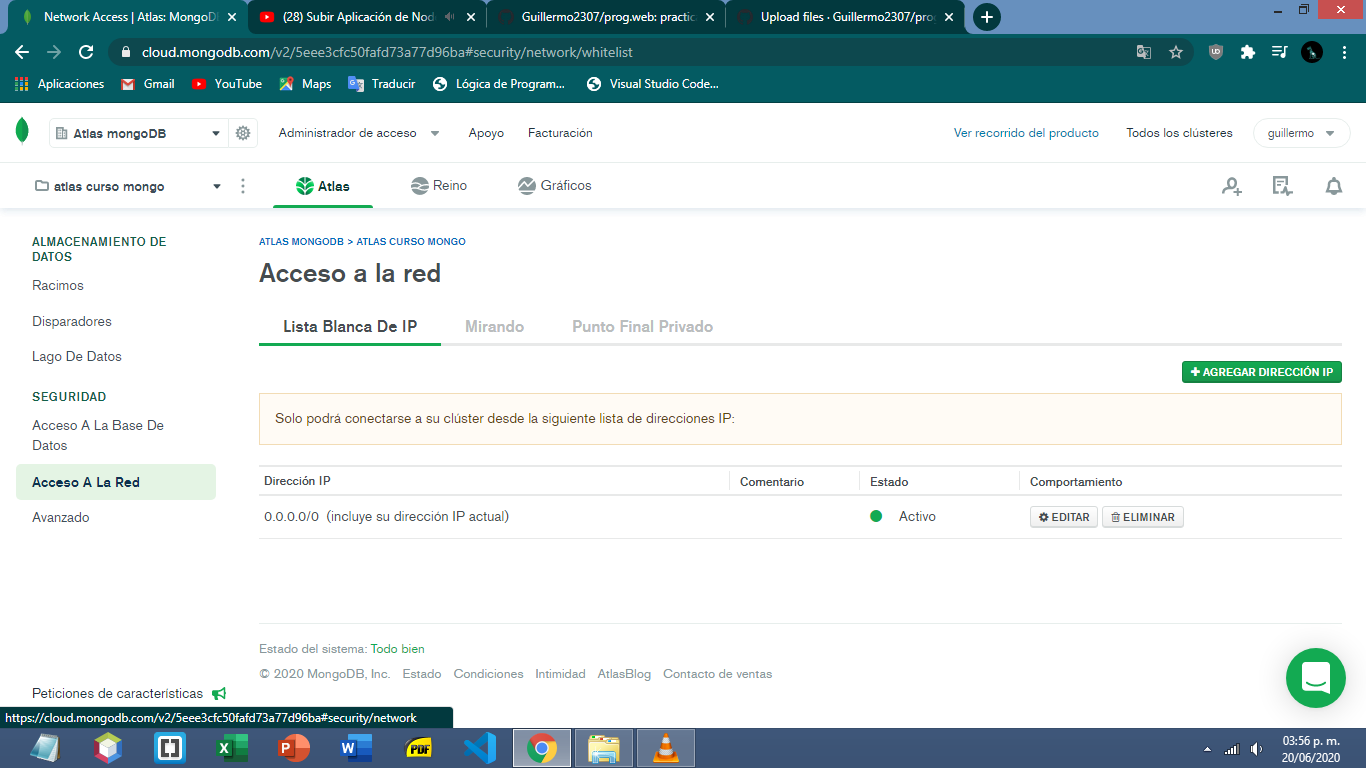 Network Access | Atlas: MongoDB
(28) Subir Aplicación de Node
Guillermo2307/prog.web: practic
Upload files · Guillermo2307/pro
cloud.mongodb.com/v2/5eee3cfc50fafd73a77d96ba#security/network/whitelist
Aplicaciones Gmail YouTube Maps Traducir Lógica de Program... Visual Studio Code...
Atlas mongoDB Administrador de acceso Apoyo Facturación Ver recorrido del producto Todos los clústeres guillermo
atlas curso mongo Atlas Reino Gráficos
ALMACENAMIENTO DE
DATOS
Racimos
Disparadores
Lago De Datos
SEGURIDAD
Acceso A La Base De
Datos
Acceso A La Red
Avanzado
Peticiones de características
ATLAS MONGODB > ATLAS CURSO MONGO
Acceso a la red
Lista Blanca De IP Mirando Punto Final Privado
+ AGREGAR DIRECCIÓN IP
Solo podrá conectarse a su clúster desde la siguiente lista de direcciones IP:
Dirección IP Comentario Estado Comportamiento
0.0.0.0/0 (incluye su dirección IP actual) Activo EDITAR ELIMINAR
Estado del sistema: Todo bien
© 2020 MongoDB, Inc. Estado Condiciones Intimidad AtlasBlog Contacto de ventas
https://cloud.mongodb.com/v2/5eee3cfc50fafd73a77d96ba#security/network
PDF
03:56 p. m.
20/06/2020